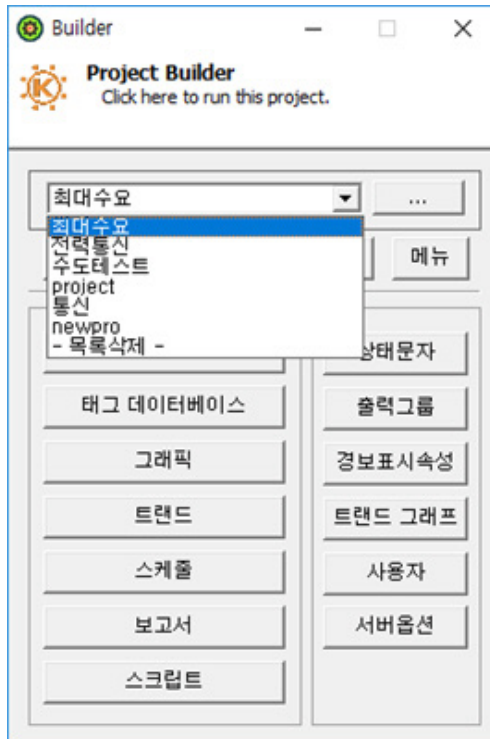 Builder
Project Builder
Click here to run this project.
최대수요
...
최대수요
전력통신
수도테스트
project
통신
newpro
- 목록삭제 -
메뉴
상태문자
태그 데이터베이스
출력그룹
그래픽
경보표시속성
트랜드
트랜드 그래프
스케줄
사용자
보고서
서버옵션
스크립트